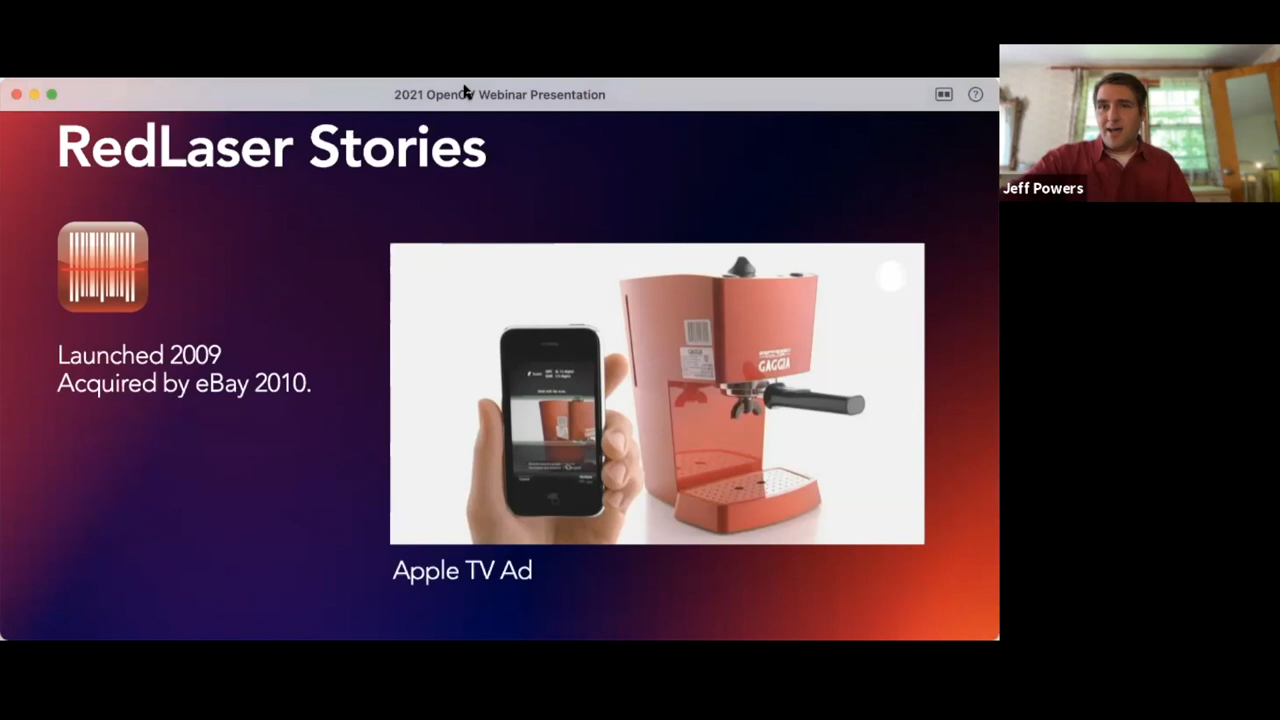 2021 OpenCV Webinar Presentation
RedLaser Stories
Jeff Powers
Launched 2009
Acquired by eBay 2010.
GAGGIA
Apple TV Ad